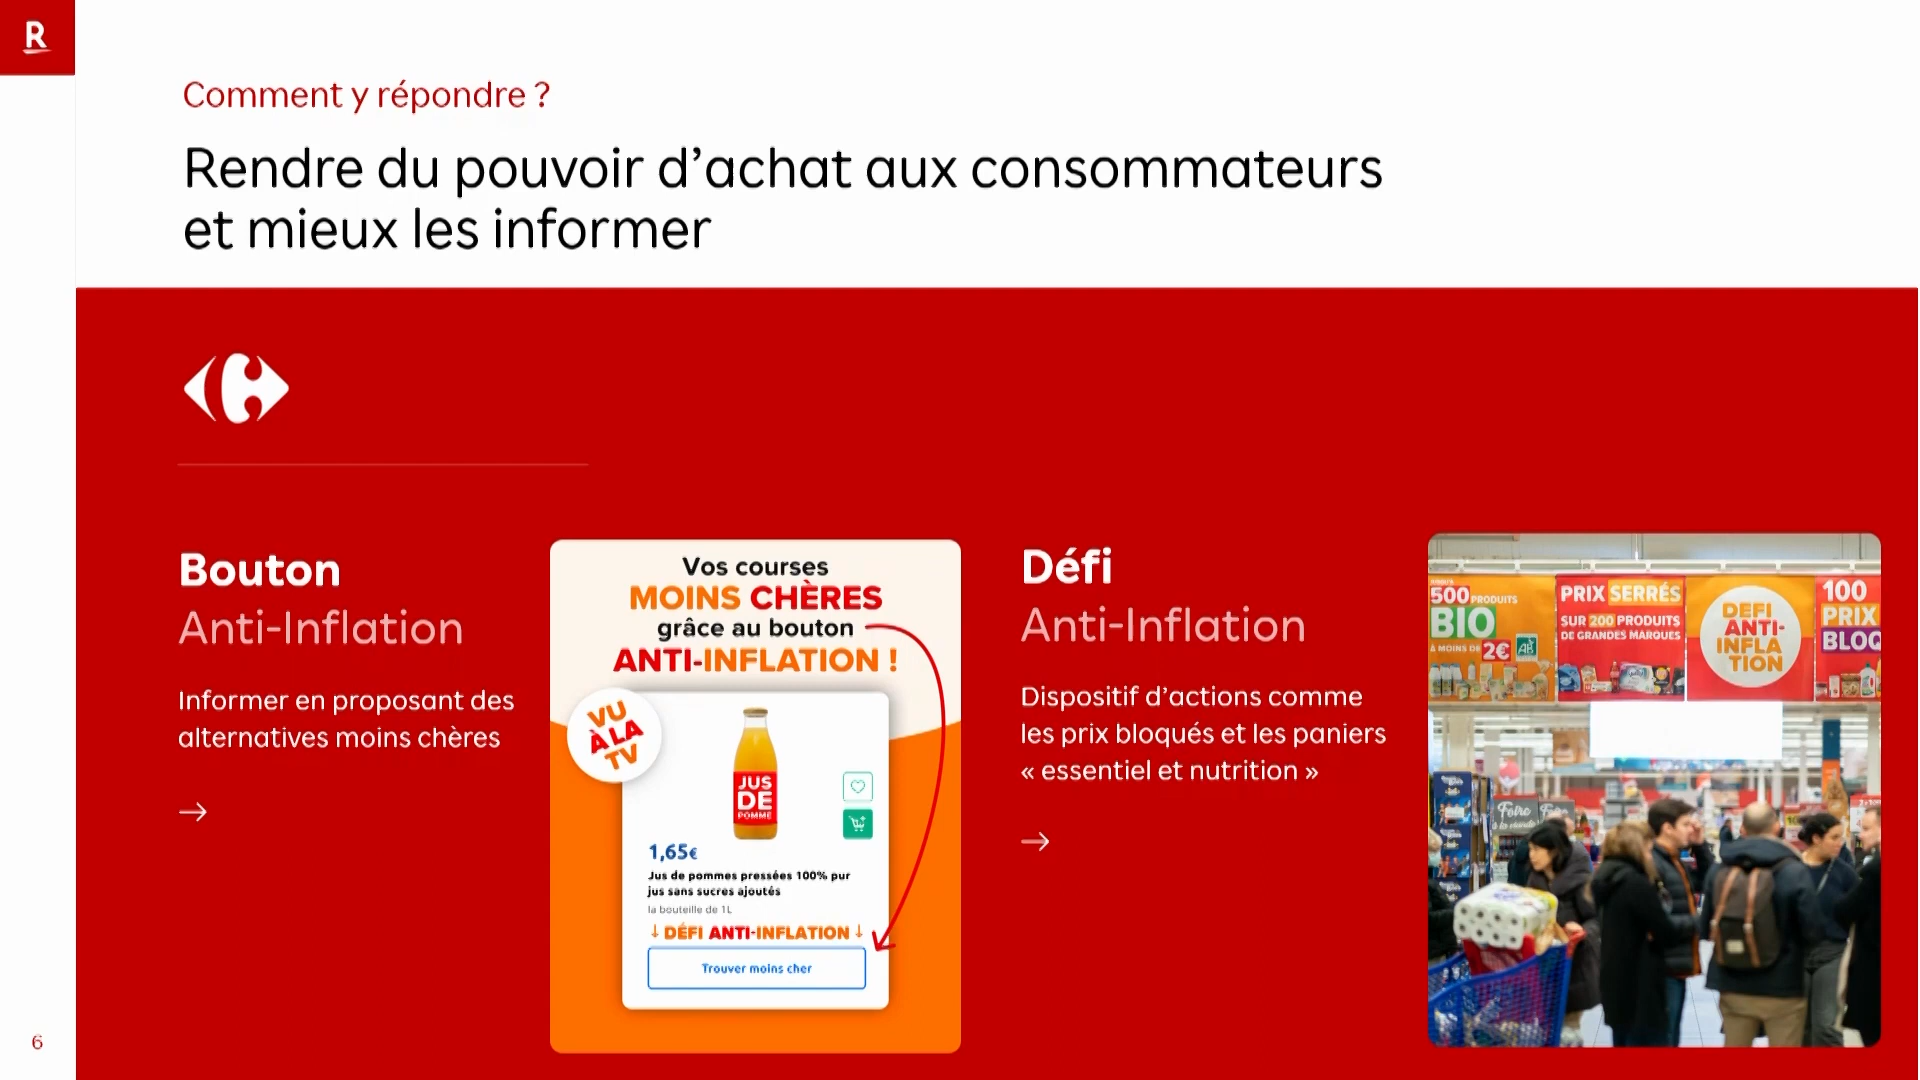 R
Comment y répondre ?
Rendre du pouvoir d’achat aux consommateurs
et mieux les informer
Bouton
Anti-Inflation
Informer en proposant des
alternatives moins chères
→
Vos courses
MOINS CHÈRES
grâce au bouton
ANTI-INFLATION !
VU
À LA
TV
JUS
DE
POMME
1,65€
Jus de pommes pressées 100% pur
jus sans sucres ajoutés
la bouteille de 1L
↓ DÉFI ANTI-INFLATION ↓
Trouver moins cher
Défi
Anti-Inflation
Dispositif d’actions comme
les prix bloqués et les paniers
« essentiel et nutrition »
→
500 PRODUITS
BIO
À MOINS DE 2€
AB
PRIX SERRÉS
SUR 200 PRODUITS
DE GRANDES MARQUES
DEFI
ANTI-
INFLA
TION
100
PRIX
BLOQ
Foire
6